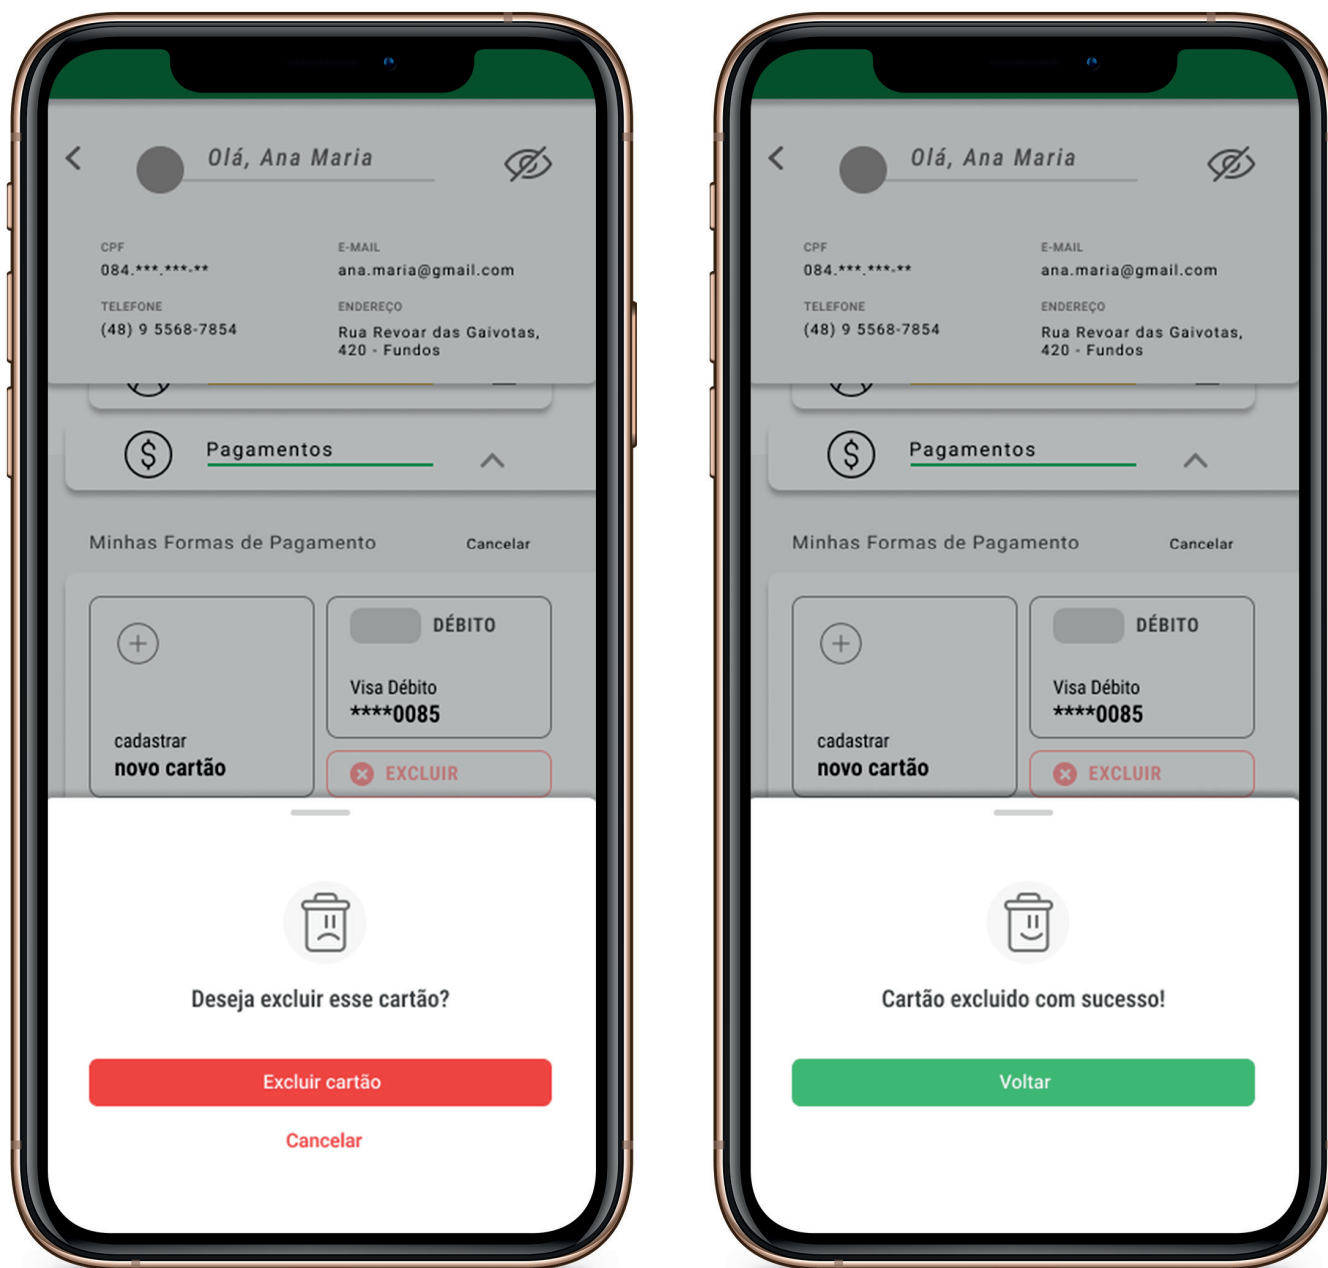 Olá, Ana Maria
CPF
084.***.***-**
E-MAIL
ana.maria@gmail.com
TELEFONE
(48) 9 5568-7854
ENDEREÇO
Rua Revoar das Gaivotas,
420 - Fundos
Pagamentos
Minhas Formas de Pagamento Cancelar
cadastrar
novo cartão
DÉBITO
Visa Débito
****0085
EXCLUIR
Deseja excluir esse cartão?
Excluir cartão
Cancelar
Olá, Ana Maria
CPF
084.***.***-**
E-MAIL
ana.maria@gmail.com
TELEFONE
(48) 9 5568-7854
ENDEREÇO
Rua Revoar das Gaivotas,
420 - Fundos
Pagamentos
Minhas Formas de Pagamento Cancelar
cadastrar
novo cartão
DÉBITO
Visa Débito
****0085
EXCLUIR
Cartão excluido com sucesso!
Voltar